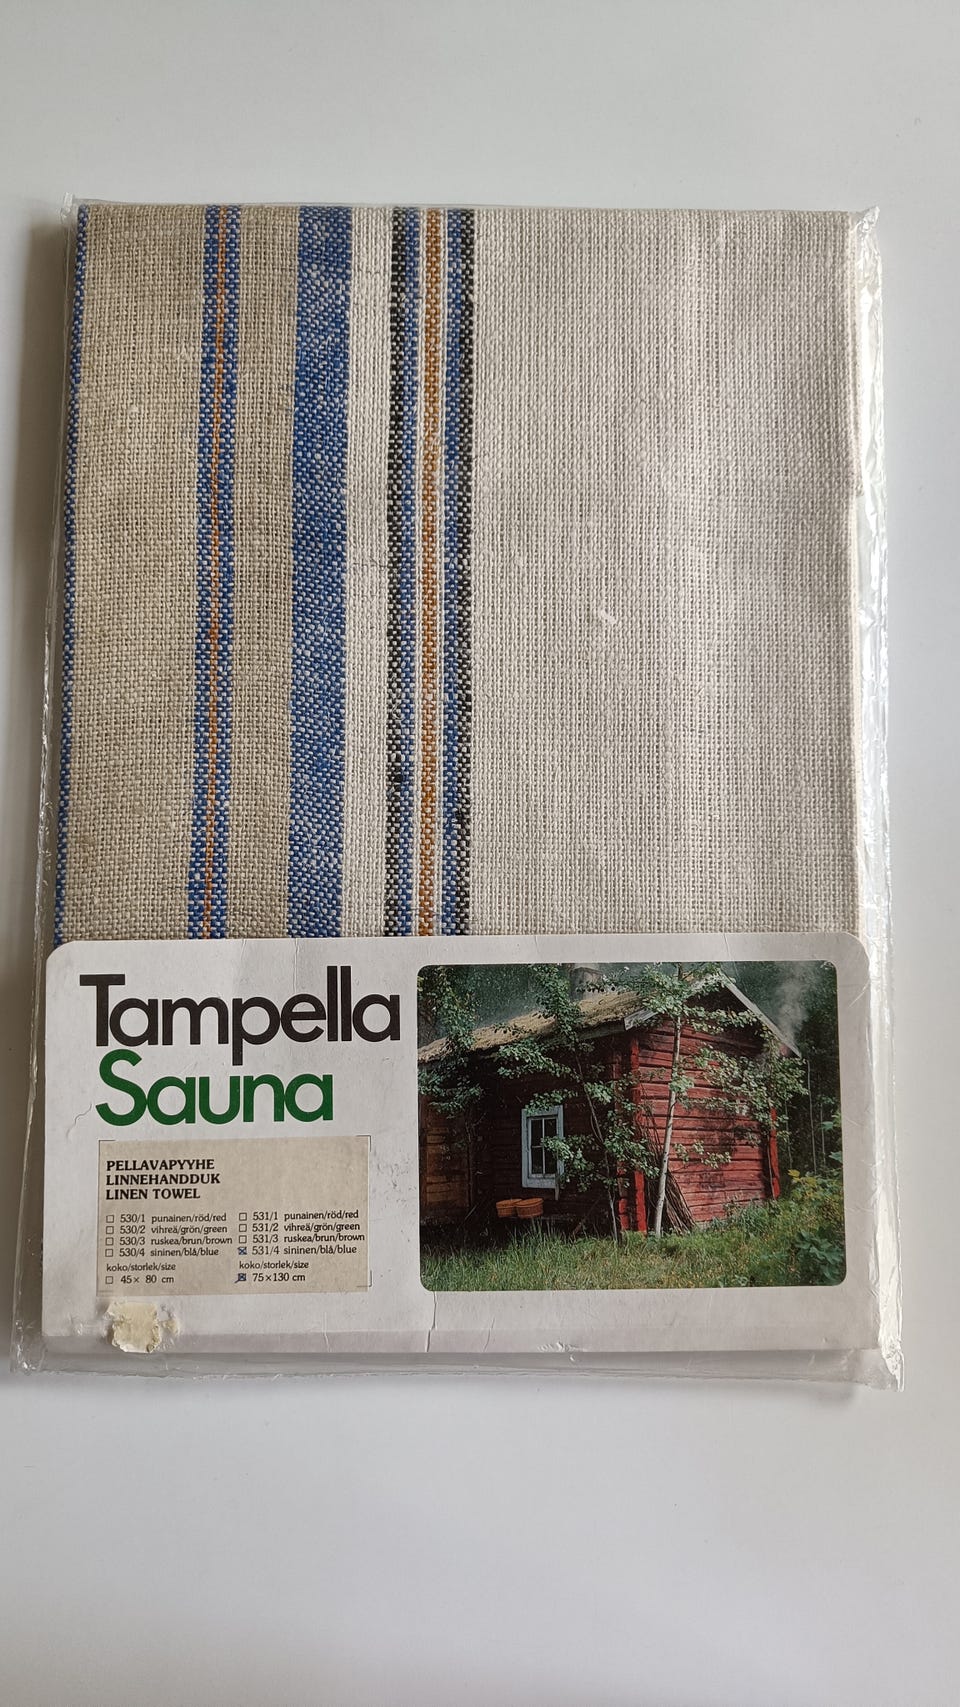 Tampella
Sauna
PELLAVAPYYHE
LINNEHANDDUK
LINEN TOWEL
☐ 530/1 punainen/röd/red
☐ 530/2 vihreä/grön/green
☐ 530/3 ruskea/brun/brown
☐ 530/4 sininen/blå/blue
koko/storlek/size
☐ 45× 80 cm
☐ 531/1 punainen/röd/red
☐ 531/2 vihreä/grön/green
☐ 531/3 ruskea/brun/brown
☒ 531/4 sininen/blå/blue
koko/storlek/size
☒ 75×130 cm